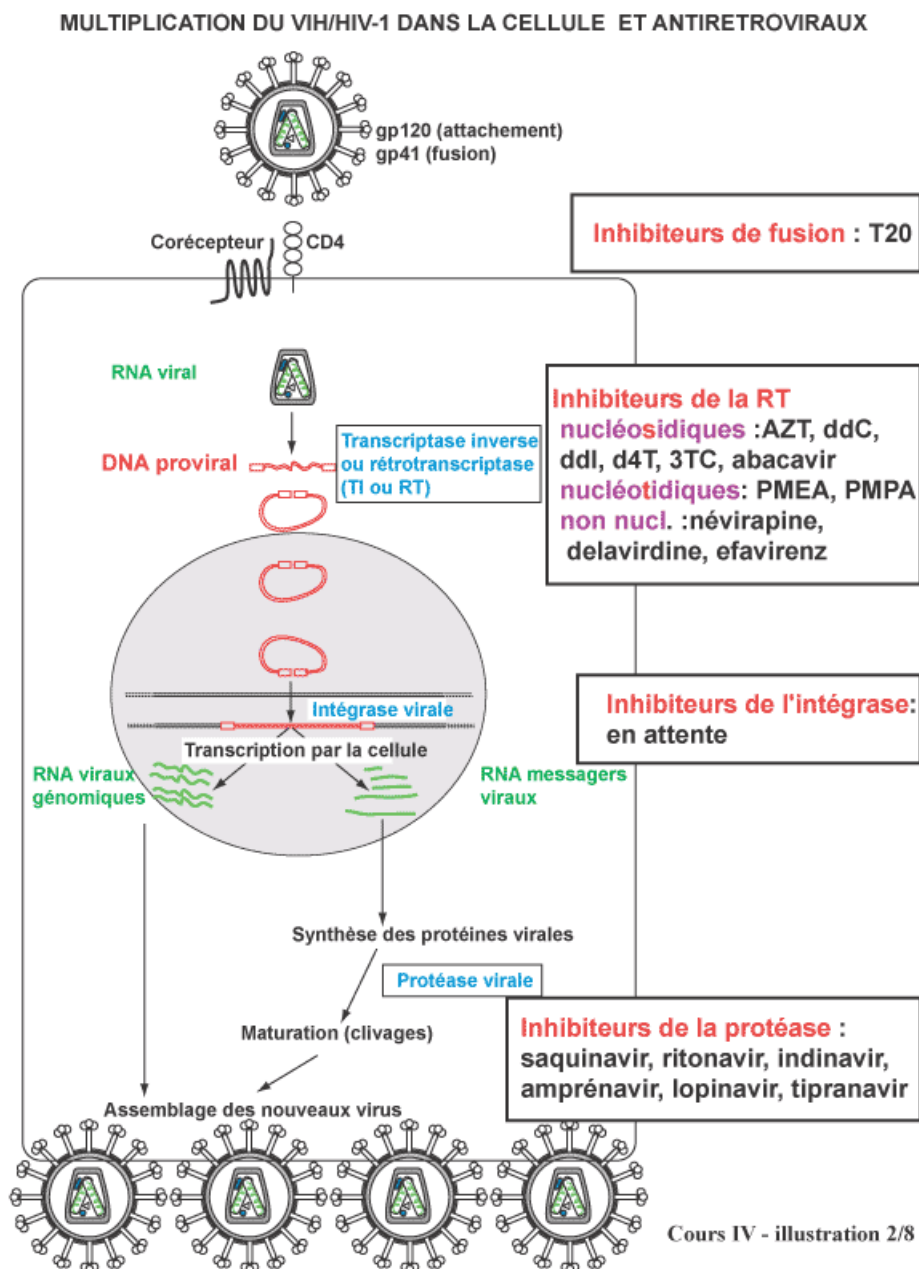 MULTIPLICATION DU VIH/HIV-1 DANS LA CELLULE ET ANTIRETROVIRAUX
gp120 (attachement)
gp41 (fusion)
Corécepteur
CD4
Inhibiteurs de fusion : T20
RNA viral
DNA proviral
Transcriptase inverse
ou rétrotranscriptase
(TI ou RT)
Inhibiteurs de la RT
nucléosidiques :AZT, ddC,
ddI, d4T, 3TC, abacavir
nucléotidiques: PMEA, PMPA
non nucl. :névirapine,
delavirdine, efavirenz
Intégrase virale
Inhibiteurs de l'intégrase:
en attente
Transcription par la cellule
RNA viraux
génomiques
RNA messagers
viraux
Synthèse des protéines virales
Protéase virale
Maturation (clivages)
Inhibiteurs de la protéase :
saquinavir, ritonavir, indinavir,
amprénavir, lopinavir, tipranavir
Assemblage des nouveaux virus
Cours IV - illustration 2/8